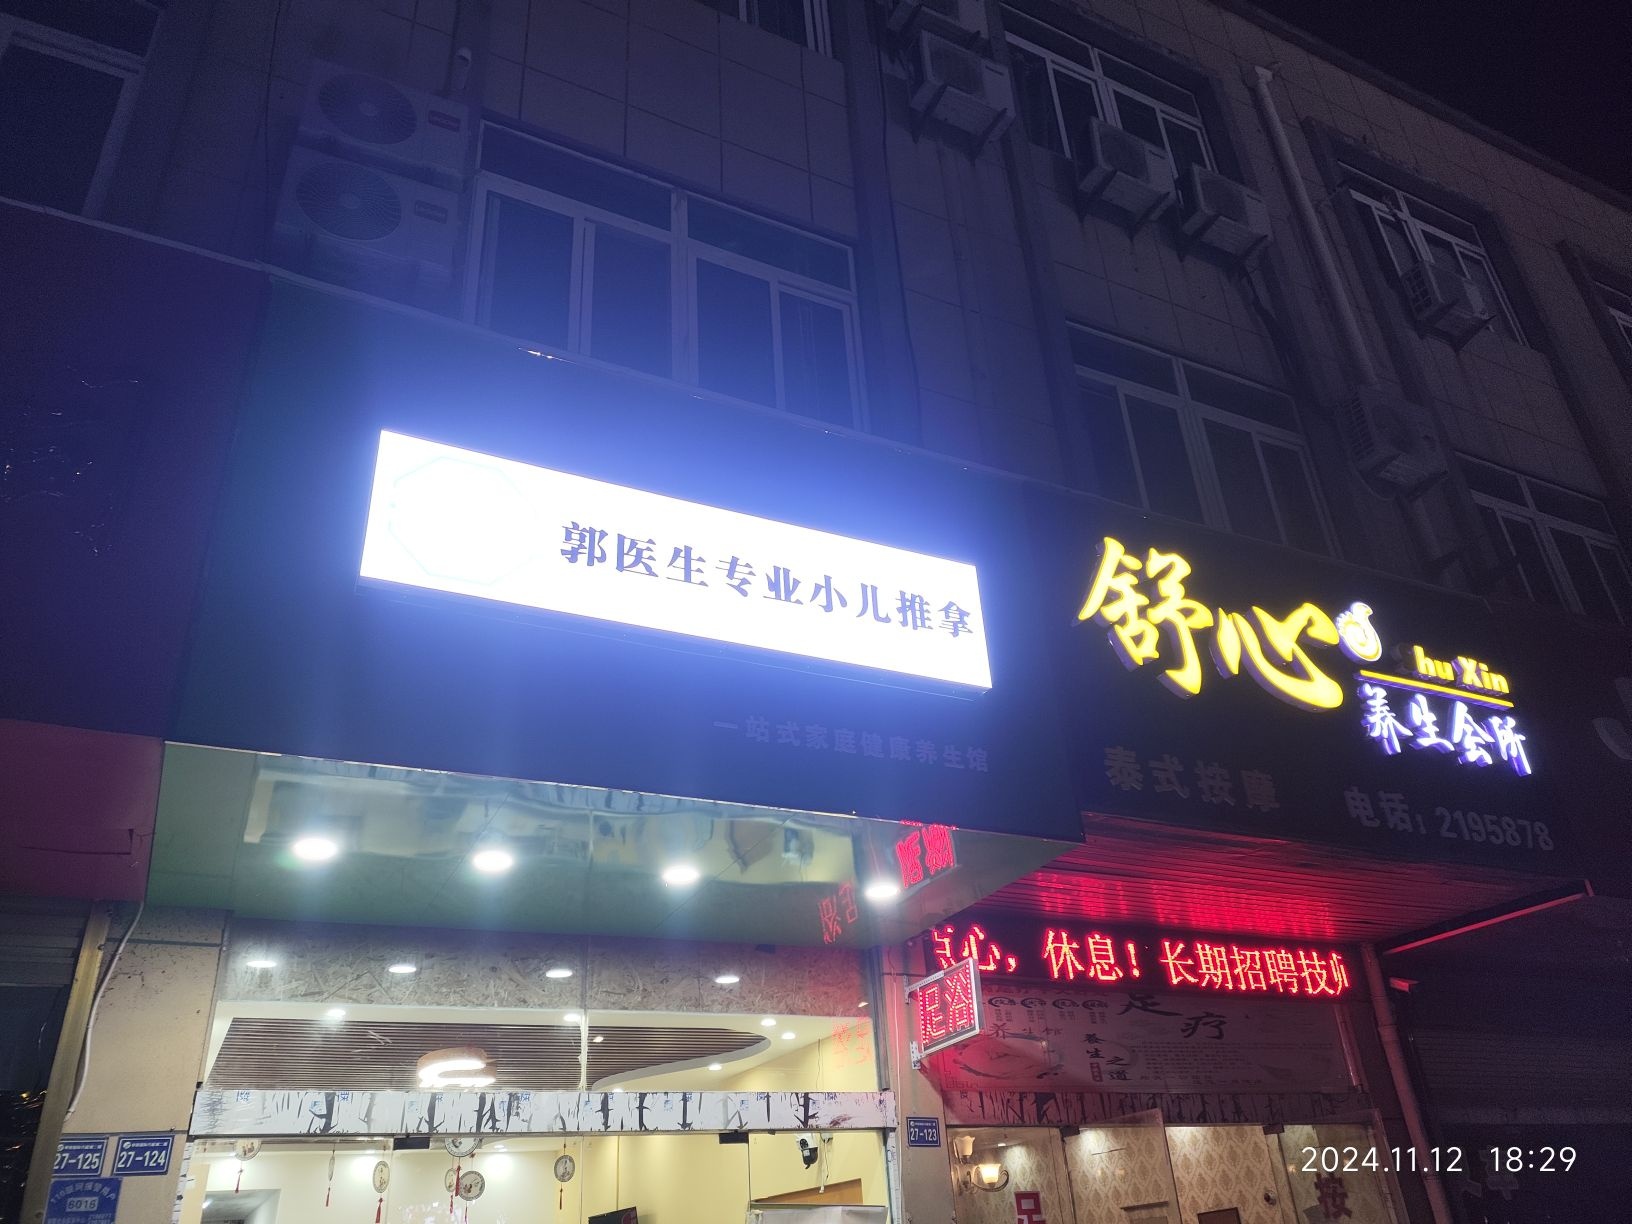 郭医生专业小儿推拿
一站式家庭健康养生馆
舒心
hu Xin
养生会所
泰式按摩
电话：2195878
心，休息！长期招聘技师
足浴
足疗
养生之道
27-125
27-124
27-123
6016
足
按
2024.11.12 18:29